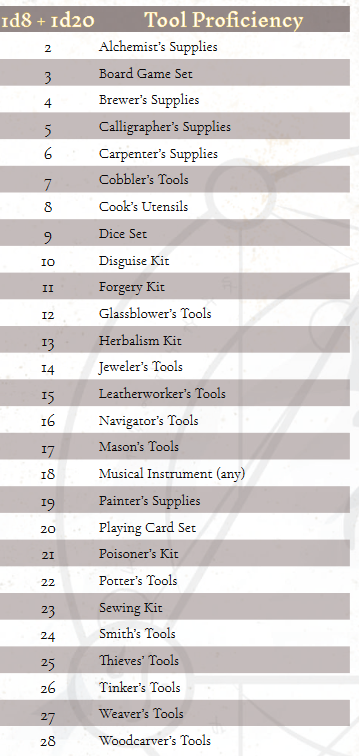 1d8 + 1d20 Tool Proficiency
2 Alchemist's Supplies
3 Board Game Set
4 Brewer's Supplies
5 Calligrapher's Supplies
6 Carpenter's Supplies
7 Cobbler's Tools
8 Cook's Utensils
9 Dice Set
10 Disguise Kit
11 Forgery Kit
12 Glassblower's Tools
13 Herbalism Kit
14 Jeweler's Tools
15 Leatherworker's Tools
16 Navigator's Tools
17 Mason's Tools
18 Musical Instrument (any)
19 Painter's Supplies
20 Playing Card Set
21 Poisoner's Kit
22 Potter's Tools
23 Sewing Kit
24 Smith's Tools
25 Thieves' Tools
26 Tinker's Tools
27 Weaver's Tools
28 Woodcarver's Tools